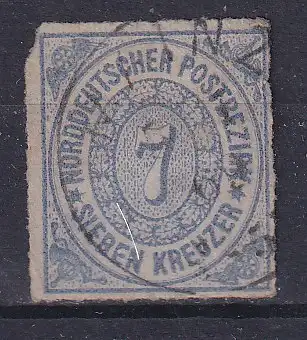 NORDDEUTSCHER POSTBEZIRK
7
SIEBEN KREUZER